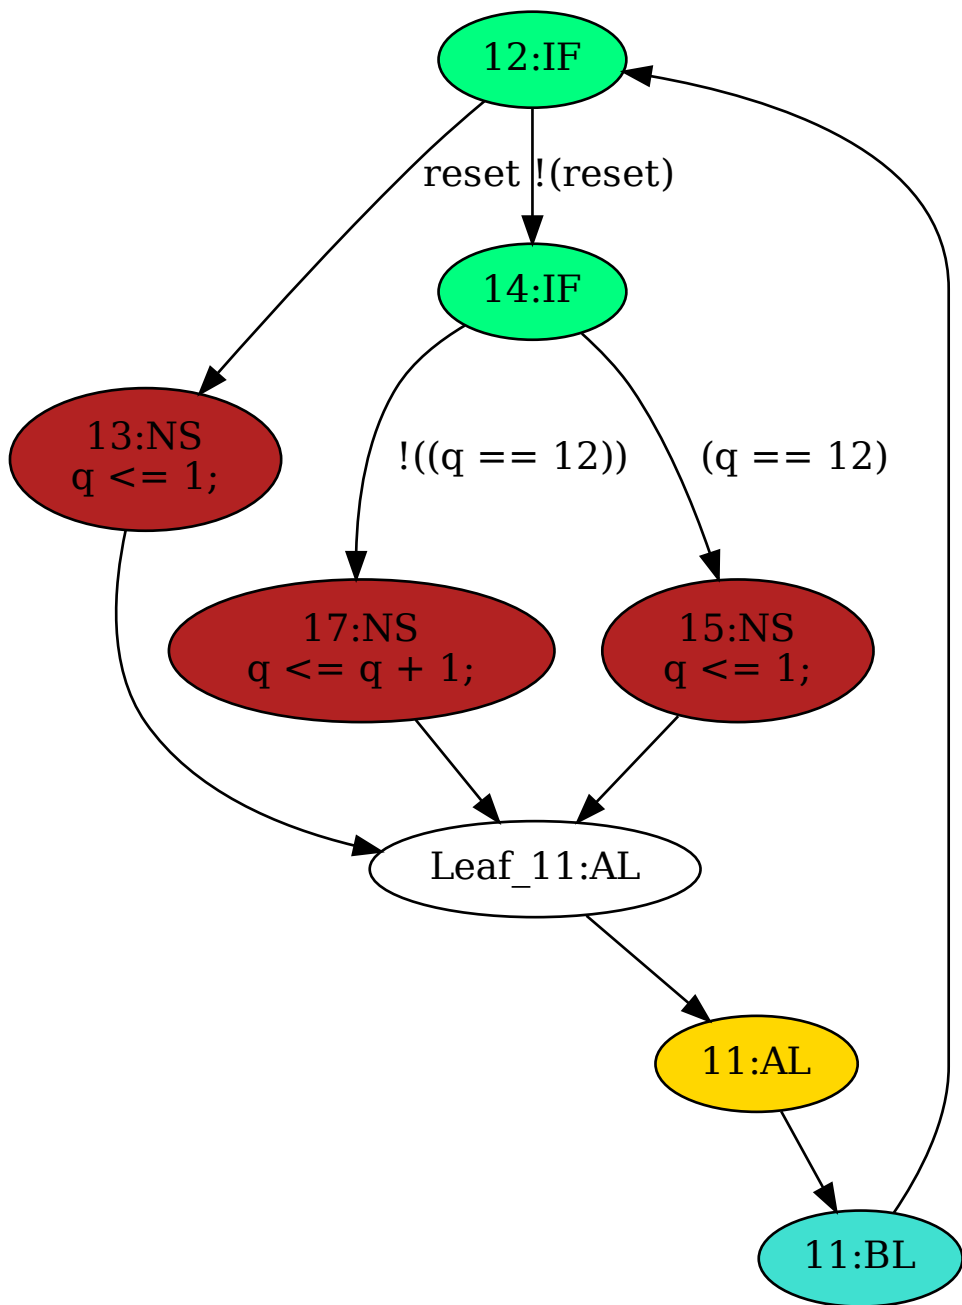 12:IF
reset
!(reset)
14:IF
13:NS
q <= 1;
!((q == 12))
(q == 12)
17:NS
q <= q + 1;
15:NS
q <= 1;
Leaf_11:AL
11:AL
11:BL